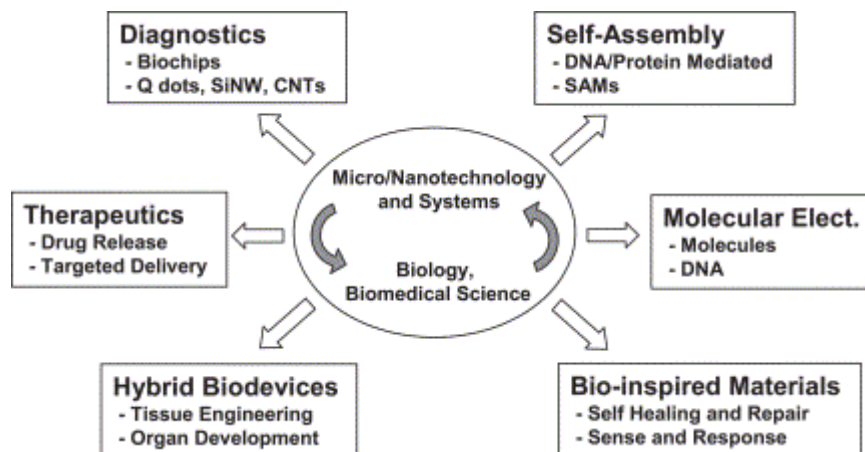 Diagnostics
- Biochips
- Q dots, SiNW, CNTs
Self-Assembly
- DNA/Protein Mediated
- SAMs
Micro/Nanotechnology
and Systems
Biology,
Biomedical Science
Therapeutics
- Drug Release
- Targeted Delivery
Molecular Elect.
- Molecules
- DNA
Hybrid Biodevices
- Tissue Engineering
- Organ Development
Bio-inspired Materials
- Self Healing and Repair
- Sense and Response